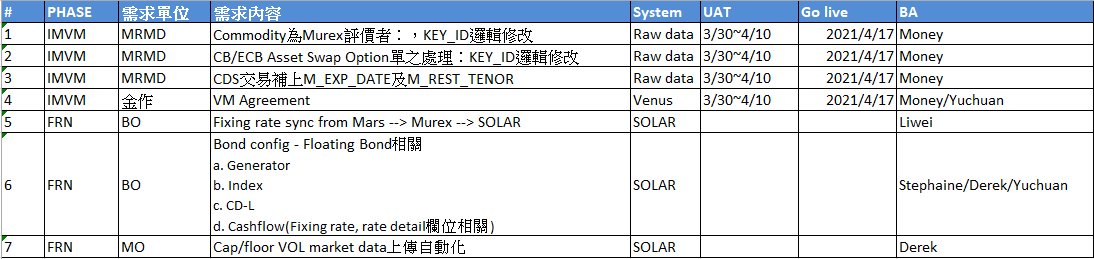 # PHASE 需求單位 需求內容 System UAT Go live BA
1 IMVM MRMD Commodity為Murex評價者：，KEY_ID邏輯修改 Raw data 3/30~4/10 2021/4/17 Money
2 IMVM MRMD CB/ECB Asset Swap Option單之處理：KEY_ID邏輯修改 Raw data 3/30~4/10 2021/4/17 Money
3 IMVM MRMD CDS交易補上M_EXP_DATE及M_REST_TENOR Raw data 3/30~4/10 2021/4/17 Money
4 IMVM 金作 VM Agreement Venus 3/30~4/10 2021/4/17 Money/Yuchuan
5 FRN BO Fixing rate sync from Mars --> Murex --> SOLAR SOLAR Liwei
6 FRN BO Bond config - Floating Bond相關
a. Generator
b. Index
c. CD-L
d. Cashflow(Fixing rate, rate detail欄位相關)
SOLAR Stephaine/Derek/Yuchuan
7 FRN MO Cap/floor VOL market data上傳自動化 SOLAR Derek